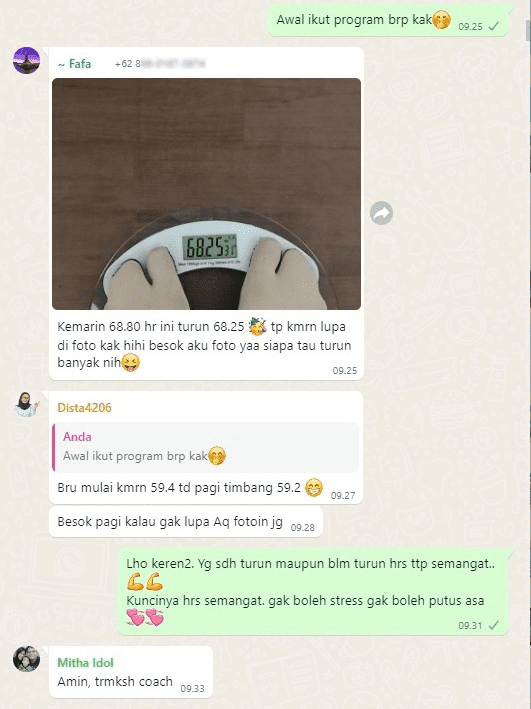 Awal ikut program brp kak🤭
09.25
~ Fafa +62 8
68.25
Kemarin 68.80 hr ini turun 68.25 🥳 tp kmrn lupa
di foto kak hihi besok aku foto yaa siapa tau turun
banyak nih😆
09.25
Dista4206
Anda
Awal ikut program brp kak🤭
Bru mulai kmrn 59.4 td pagi timbang 59.2 😁
09.27
Besok pagi kalau gak lupa Aq fotoin jg 09.28
Lho keren2. Yg sdh turun maupun blm turun hrs ttp semangat..
💪💪
Kuncinya hrs semangat. gak boleh stress gak boleh putus asa
💞💞
09.31
Mitha Idol
Amin, trmksh coach 09.33